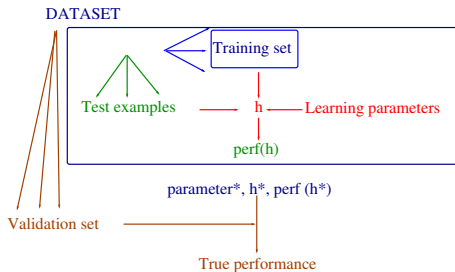 DATASET
Training set
Test examples
h
Learning parameters
perf(h)
parameter*, h*, perf (h*)
Validation set
True performance